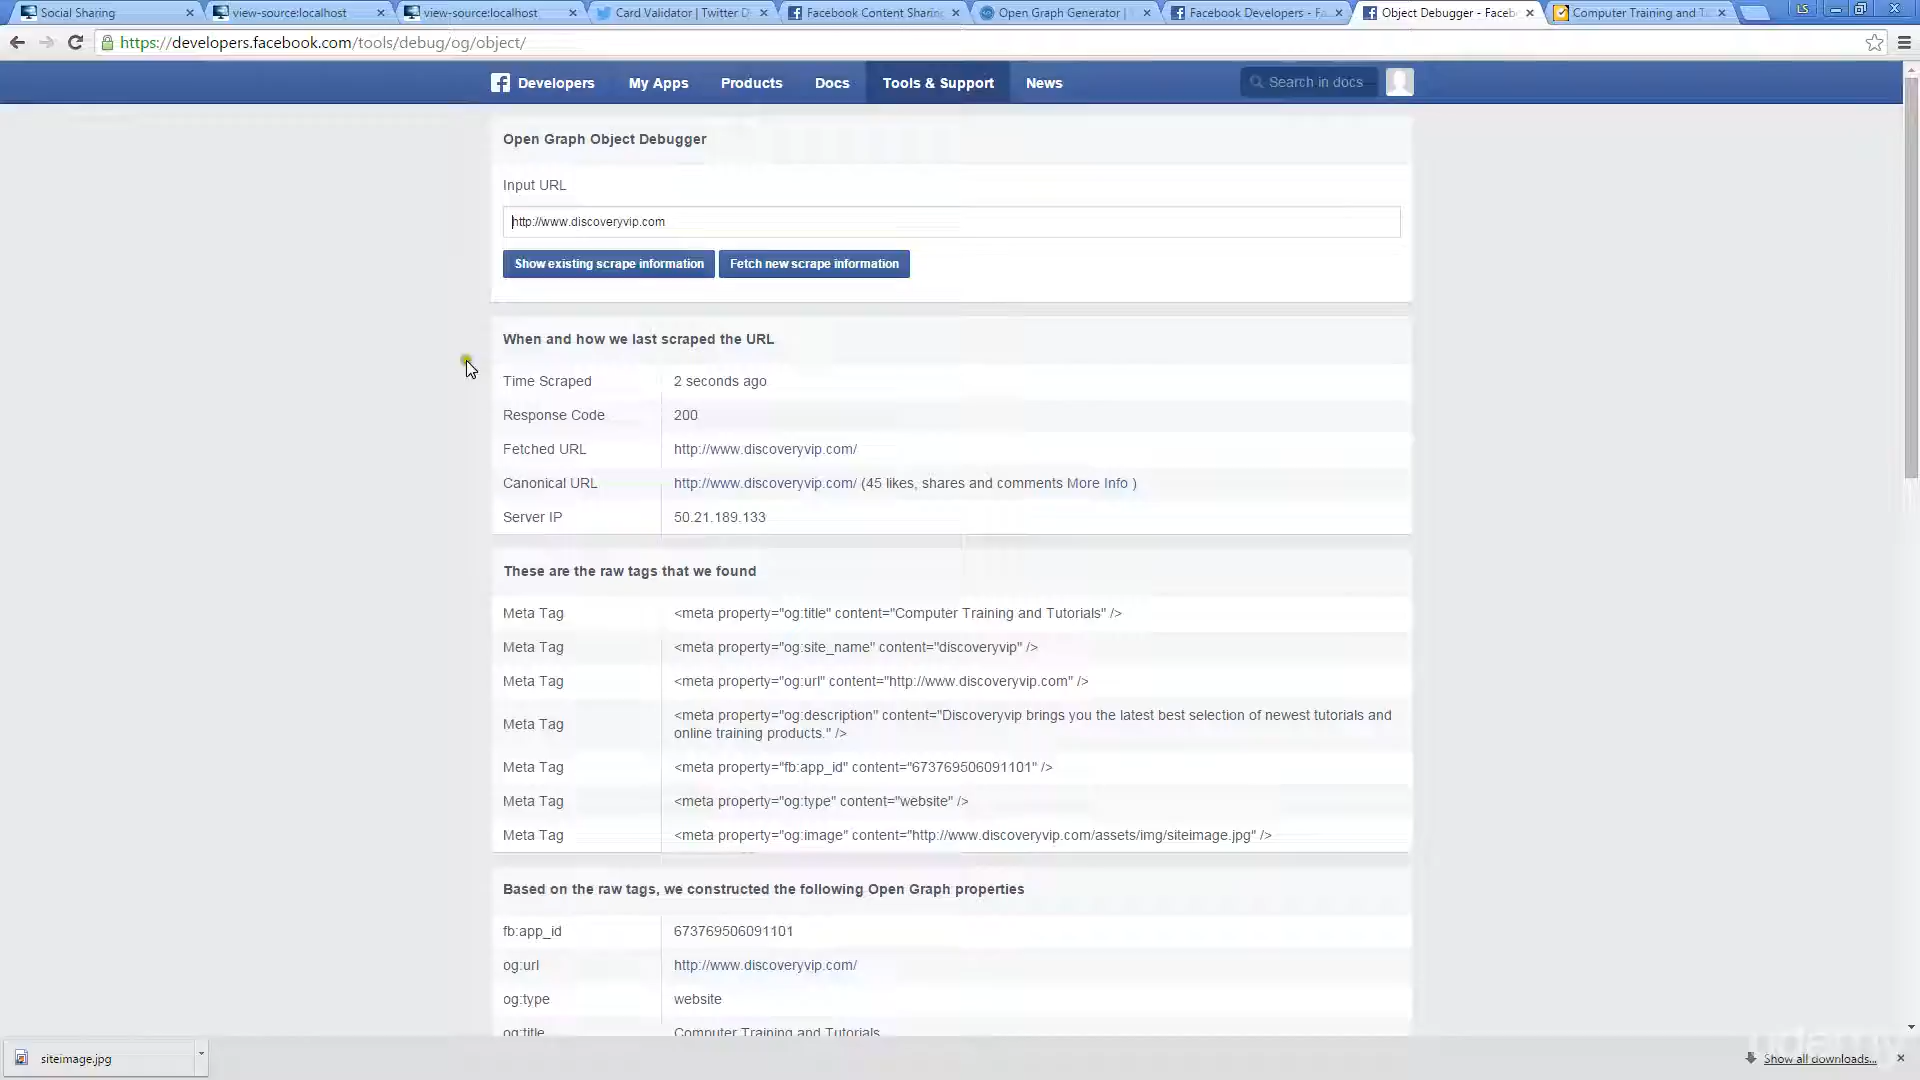 Social Sharing
view-source:localhost
view-source:localhost
Card Validator | Twitter D
Facebook Content Sharin
Open Graph Generator |
Facebook Developers - Fa
Object Debugger - Faceb
Computer Training and T
LS
https://developers.facebook.com/tools/debug/og/object/
Developers
My Apps
Products
Docs
Tools & Support
News
Search in docs
Open Graph Object Debugger
Input URL
http://www.discoveryvip.com
Show existing scrape information
Fetch new scrape information
When and how we last scraped the URL
Time Scraped 2 seconds ago
Response Code 200
Fetched URL http://www.discoveryvip.com/
Canonical URL http://www.discoveryvip.com/ (45 likes, shares and comments More Info )
Server IP 50.21.189.133
These are the raw tags that we found
Meta Tag <meta property="og:title" content="Computer Training and Tutorials" />
Meta Tag <meta property="og:site_name" content="discoveryvip" />
Meta Tag <meta property="og:url" content="http://www.discoveryvip.com" />
Meta Tag <meta property="og:description" content="Discoveryvip brings you the latest best selection of newest tutorials and
online training products." />
Meta Tag <meta property="fb:app_id" content="673769506091101" />
Meta Tag <meta property="og:type" content="website" />
Meta Tag <meta property="og:image" content="http://www.discoveryvip.com/assets/img/siteimage.jpg" />
Based on the raw tags, we constructed the following Open Graph properties
fb:app_id 673769506091101
og:url http://www.discoveryvip.com/
og:type website
og:title Computer Training and Tutorials
siteimage.jpg
udemy
Show all downloads...